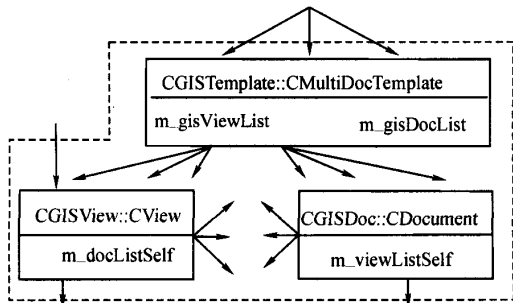 CGISTemplate::CMultiDocTemplate
m_gisViewList m_gisDocList
CGISView::CView
m_docListSelf
CGISDoc::CDocument
m_viewListSelf